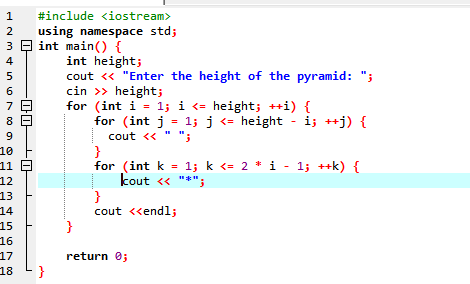 1 #include <iostream>
2 using namespace std;
3 int main() {
4     int height;
5     cout << "Enter the height of the pyramid: ";
6     cin >> height;
7     for (int i = 1; i <= height; ++i) {
8         for (int j = 1; j <= height - i; ++j) {
9           cout << " ";
10         }
11         for (int k = 1; k <= 2 * i - 1; ++k) {
12             cout << "*";
13         }
14         cout <<endl;
15     }
16
17     return 0;
18 }